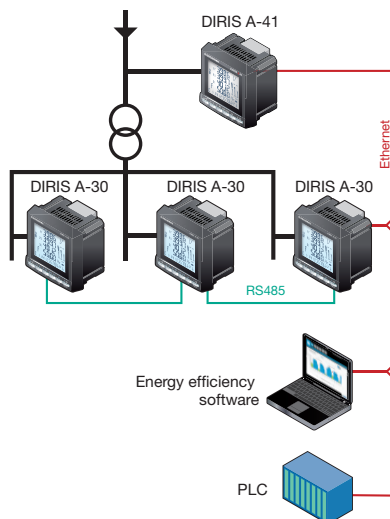 DIRIS A-41
Ethernet
DIRIS A-30
DIRIS A-30
DIRIS A-30
RS485
Energy efficiency
software
PLC